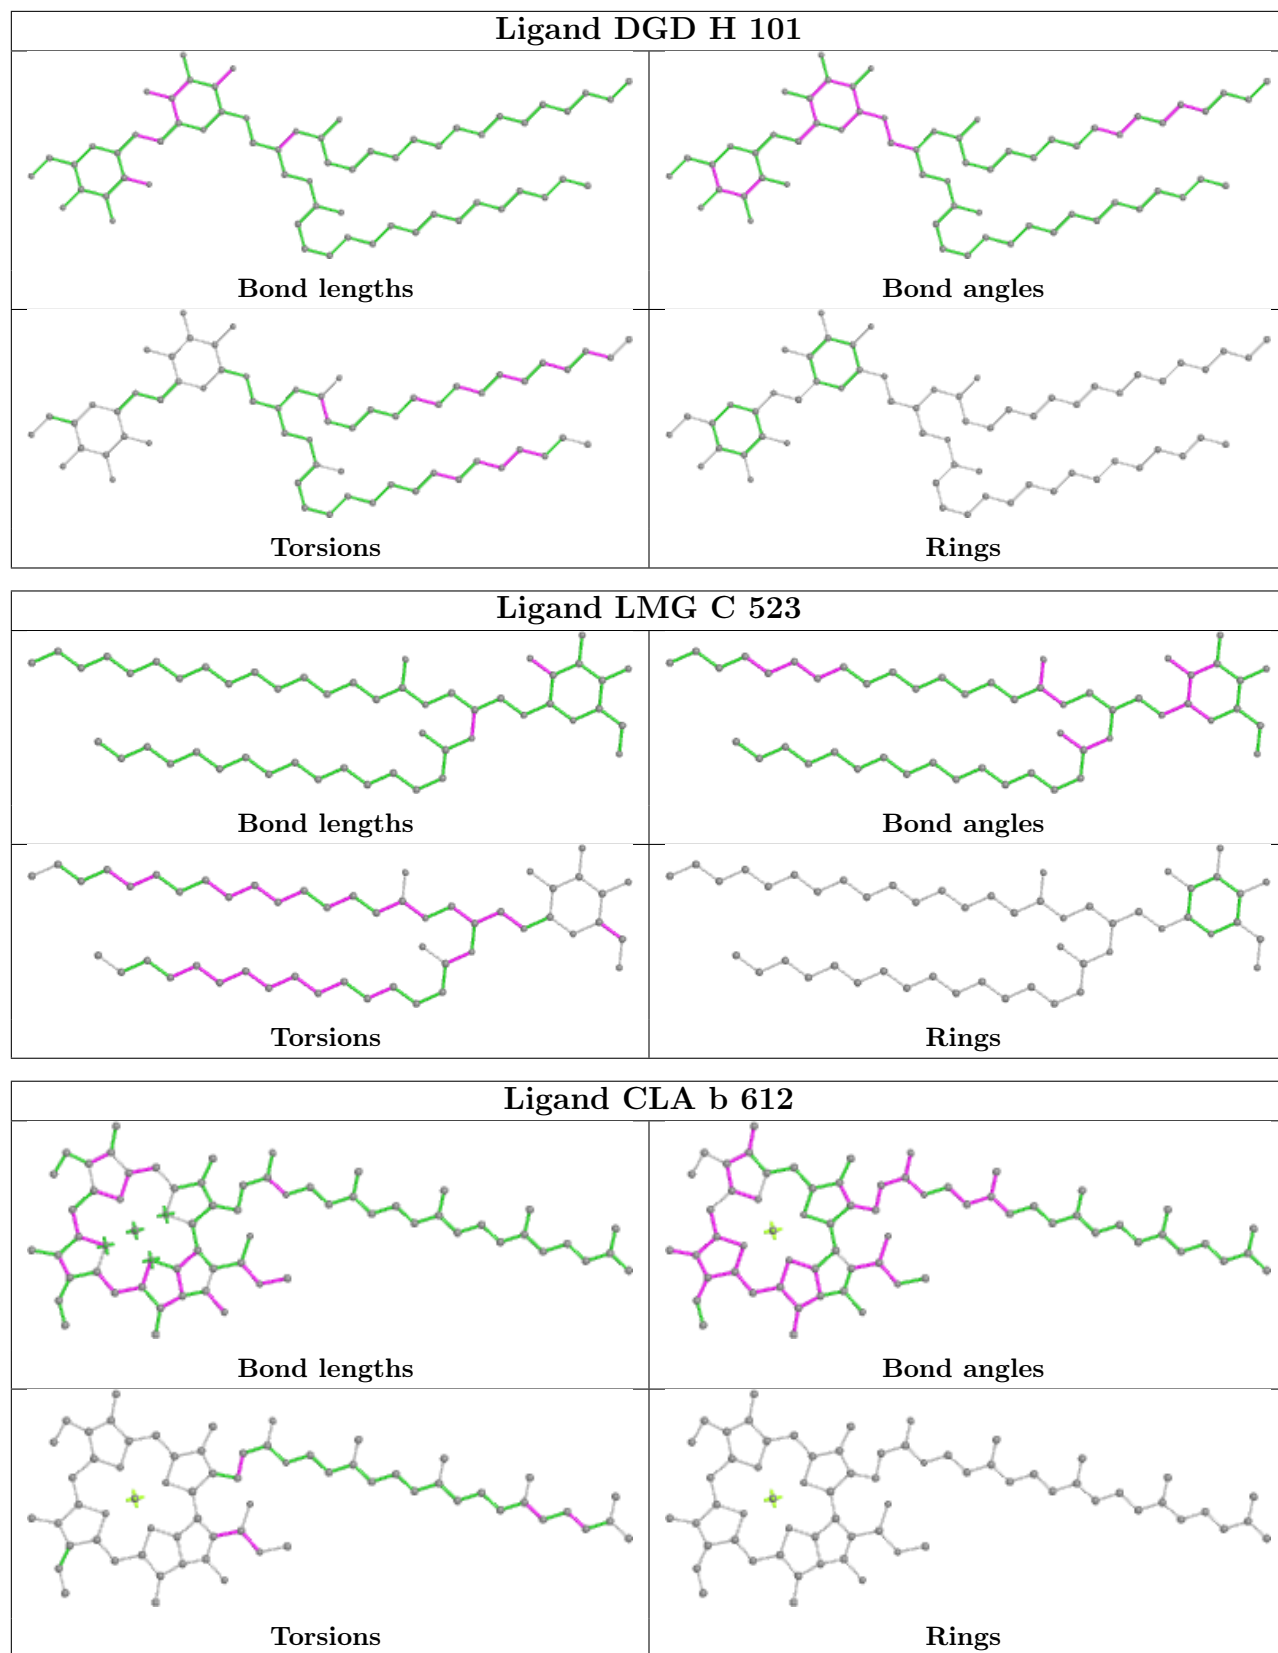 Ligand DGD H 101
Bond lengths
Bond angles
Torsions
Rings
Ligand LMG C 523
Bond lengths
Bond angles
Torsions
Rings
Ligand CLA b 612
Bond lengths
Bond angles
Torsions
Rings